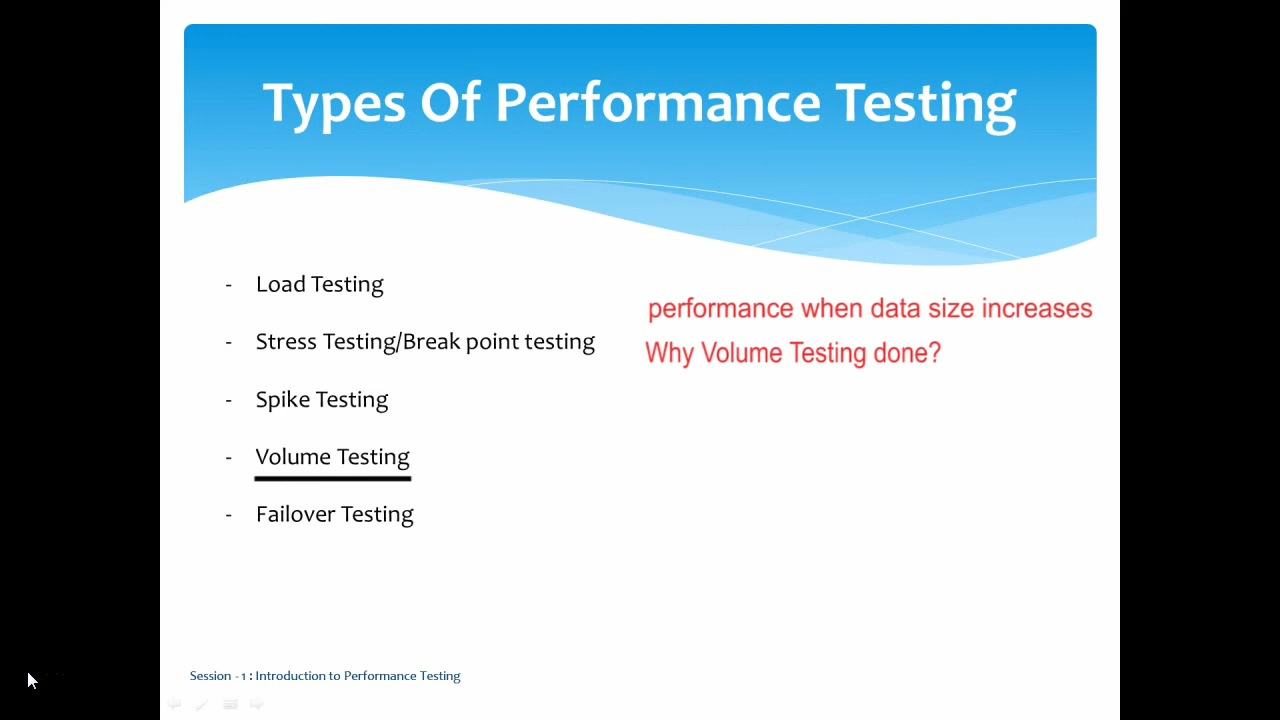 Types Of Performance Testing
- Load Testing
- Stress Testing/Break point testing
- Spike Testing
- Volume Testing
- Failover Testing
performance when data size increases
Why Volume Testing done?
Session - 1 : Introduction to Performance Testing